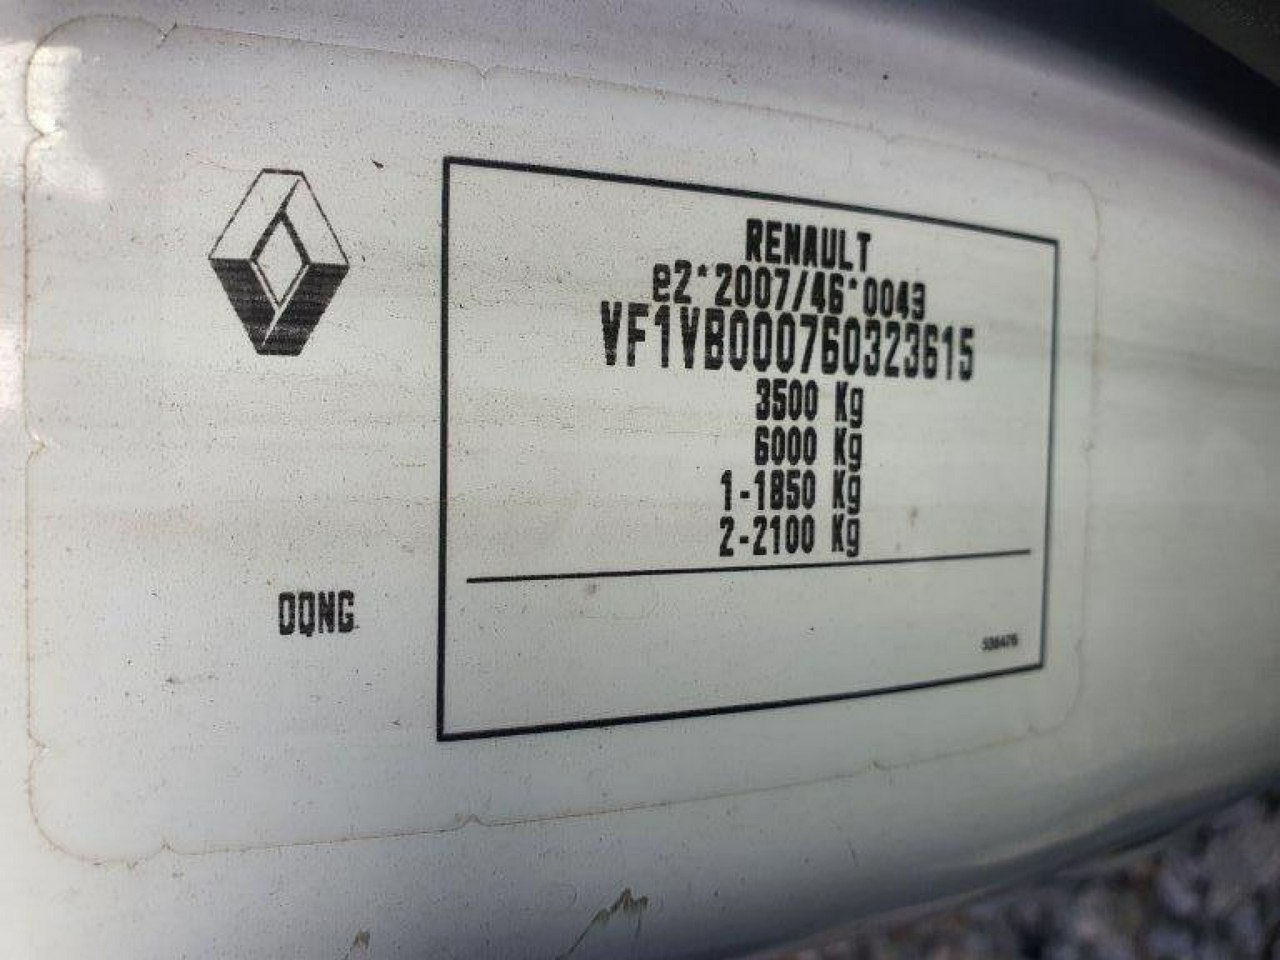 RENAULT
e2*2007/46*0043
VF1VB000760323615
3500 Kg
6000 Kg
1-1850 Kg
2-2100 Kg
OQNG